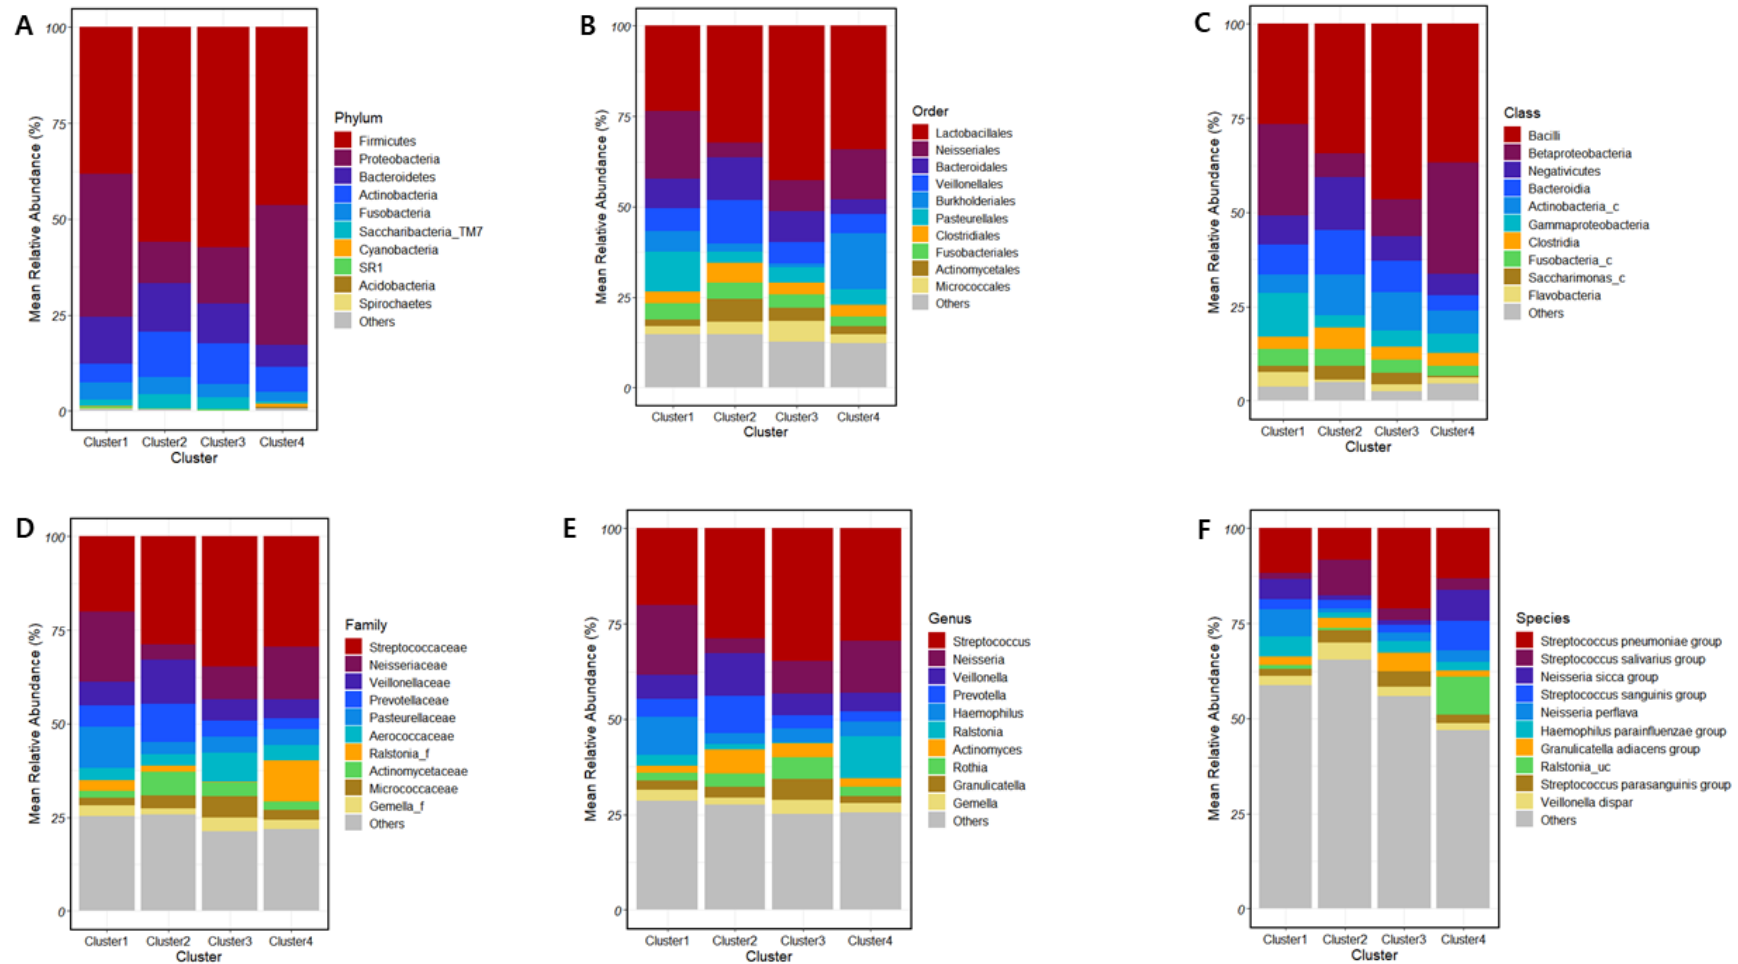 A
Mean Relative Abundance (%)
100
75
50
25
0
Cluster1 Cluster2 Cluster3 Cluster4
Cluster
Phylum
Firmicutes
Proteobacteria
Bacteroidetes
Actinobacteria
Fusobacteria
Saccharibacteria_TM7
Cyanobacteria
SR1
Acidobacteria
Spirochaetes
Others
B
Mean Relative Abundance (%)
100
75
50
25
0
Cluster1 Cluster2 Cluster3 Cluster4
Cluster
Order
Lactobacillales
Neisseriales
Bacteroidales
Veillonellales
Burkholderiales
Pasteurellales
Clostridiales
Fusobacteriales
Actinomycetales
Micrococcales
Others
C
Mean Relative Abundance (%)
100
75
50
25
0
Cluster1 Cluster2 Cluster3 Cluster4
Cluster
Class
Bacilli
Betaproteobacteria
Negativicutes
Bacteroidia
Actinobacteria_c
Gammaproteobacteria
Clostridia
Fusobacteria_c
Saccharimonas_c
Flavobacteria
Others
D
Mean Relative Abundance (%)
100
75
50
25
0
Cluster1 Cluster2 Cluster3 Cluster4
Cluster
Family
Streptococcaceae
Neisseriaceae
Veillonellaceae
Prevotellaceae
Pasteurellaceae
Aerococcaceae
Ralstonia_f
Actinomycetaceae
Micrococcaceae
Gemella_f
Others
E
Mean Relative Abundance (%)
100
75
50
25
0
Cluster1 Cluster2 Cluster3 Cluster4
Cluster
Genus
Streptococcus
Neisseria
Veillonella
Prevotella
Haemophilus
Ralstonia
Actinomyces
Rothia
Granulicatella
Gemella
Others
F
Mean Relative Abundance (%)
100
75
50
25
0
Cluster1 Cluster2 Cluster3 Cluster4
Cluster
Species
Streptococcus pneumoniae group
Streptococcus salivarius group
Neisseria sicca group
Streptococcus sanguinis group
Neisseria perflava
Haemophilus parainfluenzae group
Granulicatella adiacens group
Ralstonia_uc
Streptococcus parasanguinis group
Veillonella dispar
Others